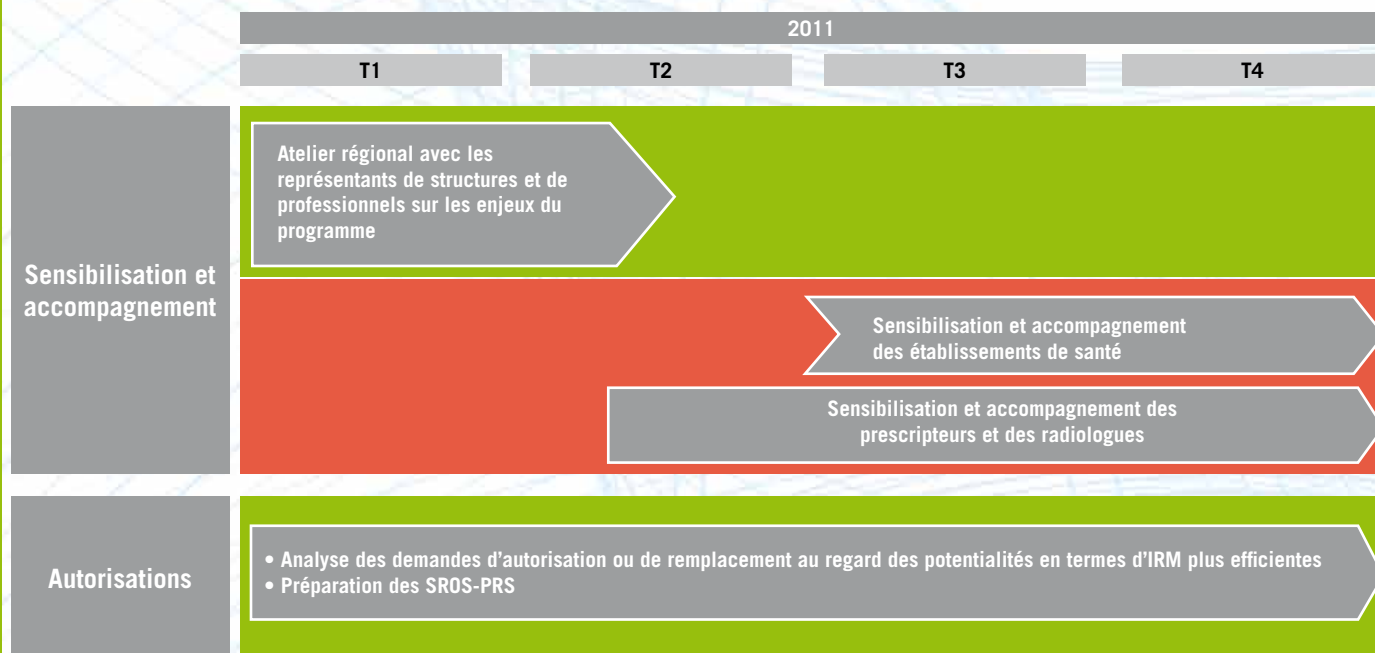 2011
T1 T2 T3 T4
Sensibilisation et
accompagnement
Atelier régional avec les
représentants de structures et de
professionnels sur les enjeux du
programme
Sensibilisation et accompagnement
des établissements de santé
Sensibilisation et accompagnement des
prescripteurs et des radiologues
Autorisations
• Analyse des demandes d’autorisation ou de remplacement au regard des potentialités en termes d’IRM plus efficientes
• Préparation des SROS-PRS